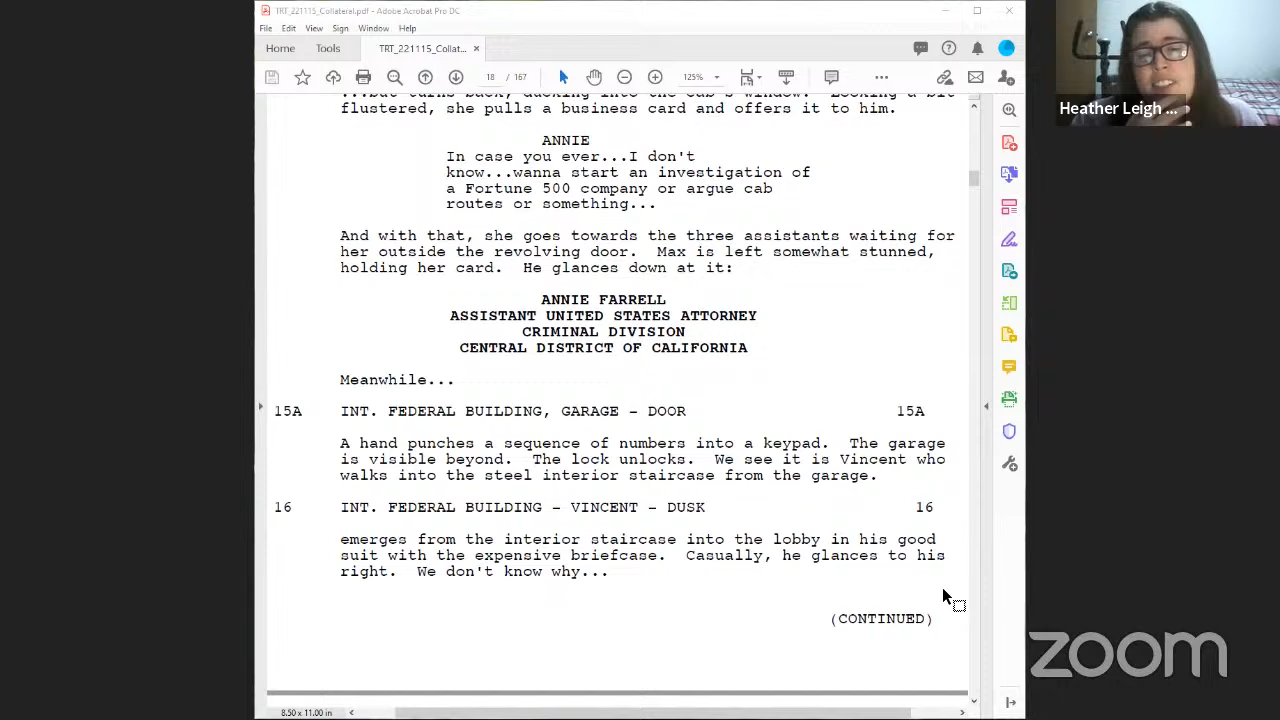 TRT_221115_Collateral.pdf - Adobe Acrobat Pro DC
File Edit View Sign Window Help
Home Tools TRT_221115_Collat...
18 / 167 125%
...but turns back, ducking into the cab's window. Looking a bit
flustered, she pulls a business card and offers it to him.
ANNIE
In case you ever...I don't
know...wanna start an investigation of
a Fortune 500 company or argue cab
routes or something...
And with that, she goes towards the three assistants waiting for
her outside the revolving door. Max is left somewhat stunned,
holding her card. He glances down at it:
ANNIE FARRELL
ASSISTANT UNITED STATES ATTORNEY
CRIMINAL DIVISION
CENTRAL DISTRICT OF CALIFORNIA
Meanwhile...
15A INT. FEDERAL BUILDING, GARAGE - DOOR 15A
A hand punches a sequence of numbers into a keypad. The garage
is visible beyond. The lock unlocks. We see it is Vincent who
walks into the steel interior staircase from the garage.
16 INT. FEDERAL BUILDING - VINCENT - DUSK 16
emerges from the interior staircase into the lobby in his good
suit with the expensive briefcase. Casually, he glances to his
right. We don't know why...
(CONTINUED)
8.50 x 11.00 in
Heather Leigh ...
zoom